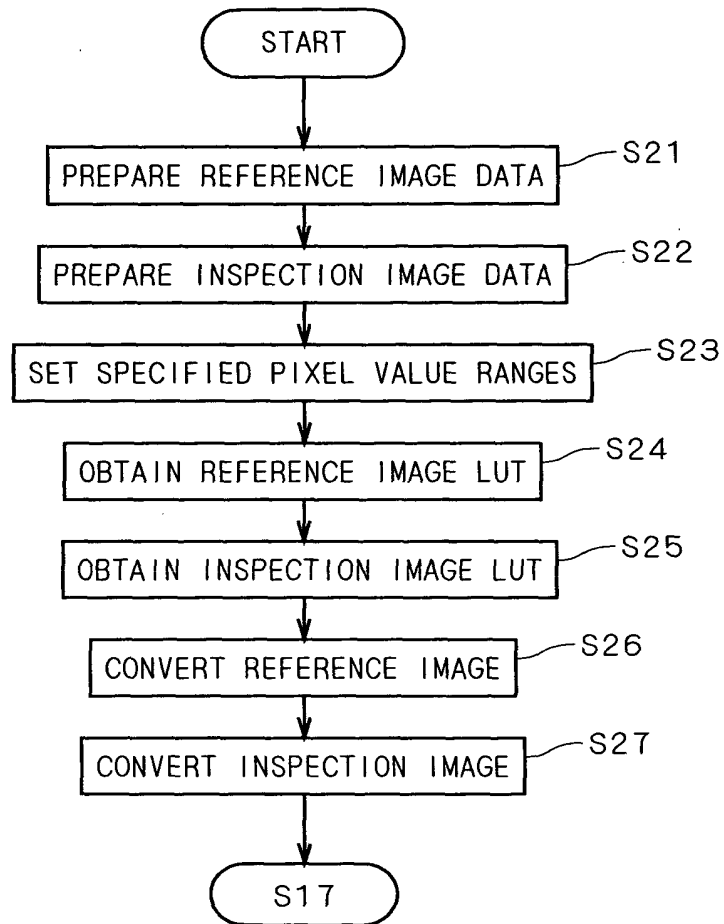 START
PREPARE REFERENCE IMAGE DATA
S21
PREPARE INSPECTION IMAGE DATA
S22
SET SPECIFIED PIXEL VALUE RANGES
S23
OBTAIN REFERENCE IMAGE LUT
S24
OBTAIN INSPECTION IMAGE LUT
S25
CONVERT REFERENCE IMAGE
S26
CONVERT INSPECTION IMAGE
S27
S17